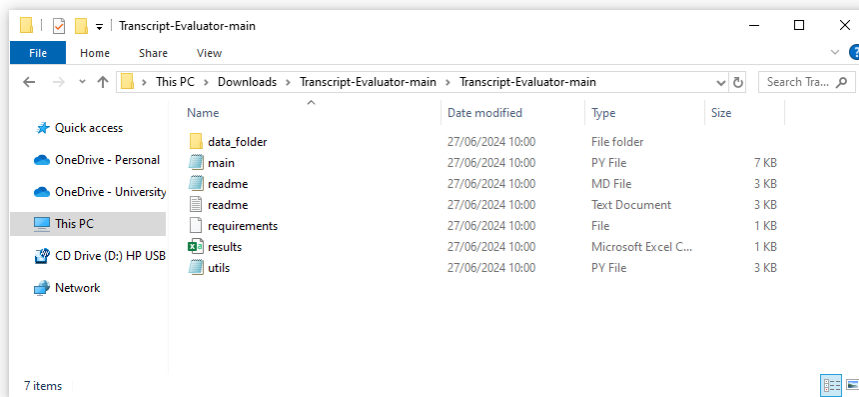 Transcript-Evaluator-main
File Home Share View
This PC Downloads Transcript-Evaluator-main Transcript-Evaluator-main Search Tra...
Name Date modified Type Size
Quick access
OneDrive - Personal
OneDrive - University
This PC
CD Drive (D:) HP USB
Network
data_folder 27/06/2024 10:00 File folder
main 27/06/2024 10:00 PY File 7 KB
readme 27/06/2024 10:00 MD File 3 KB
readme 27/06/2024 10:00 Text Document 3 KB
requirements 27/06/2024 10:00 File 1 KB
results 27/06/2024 10:00 Microsoft Excel C... 1 KB
utils 27/06/2024 10:00 PY File 3 KB
7 items